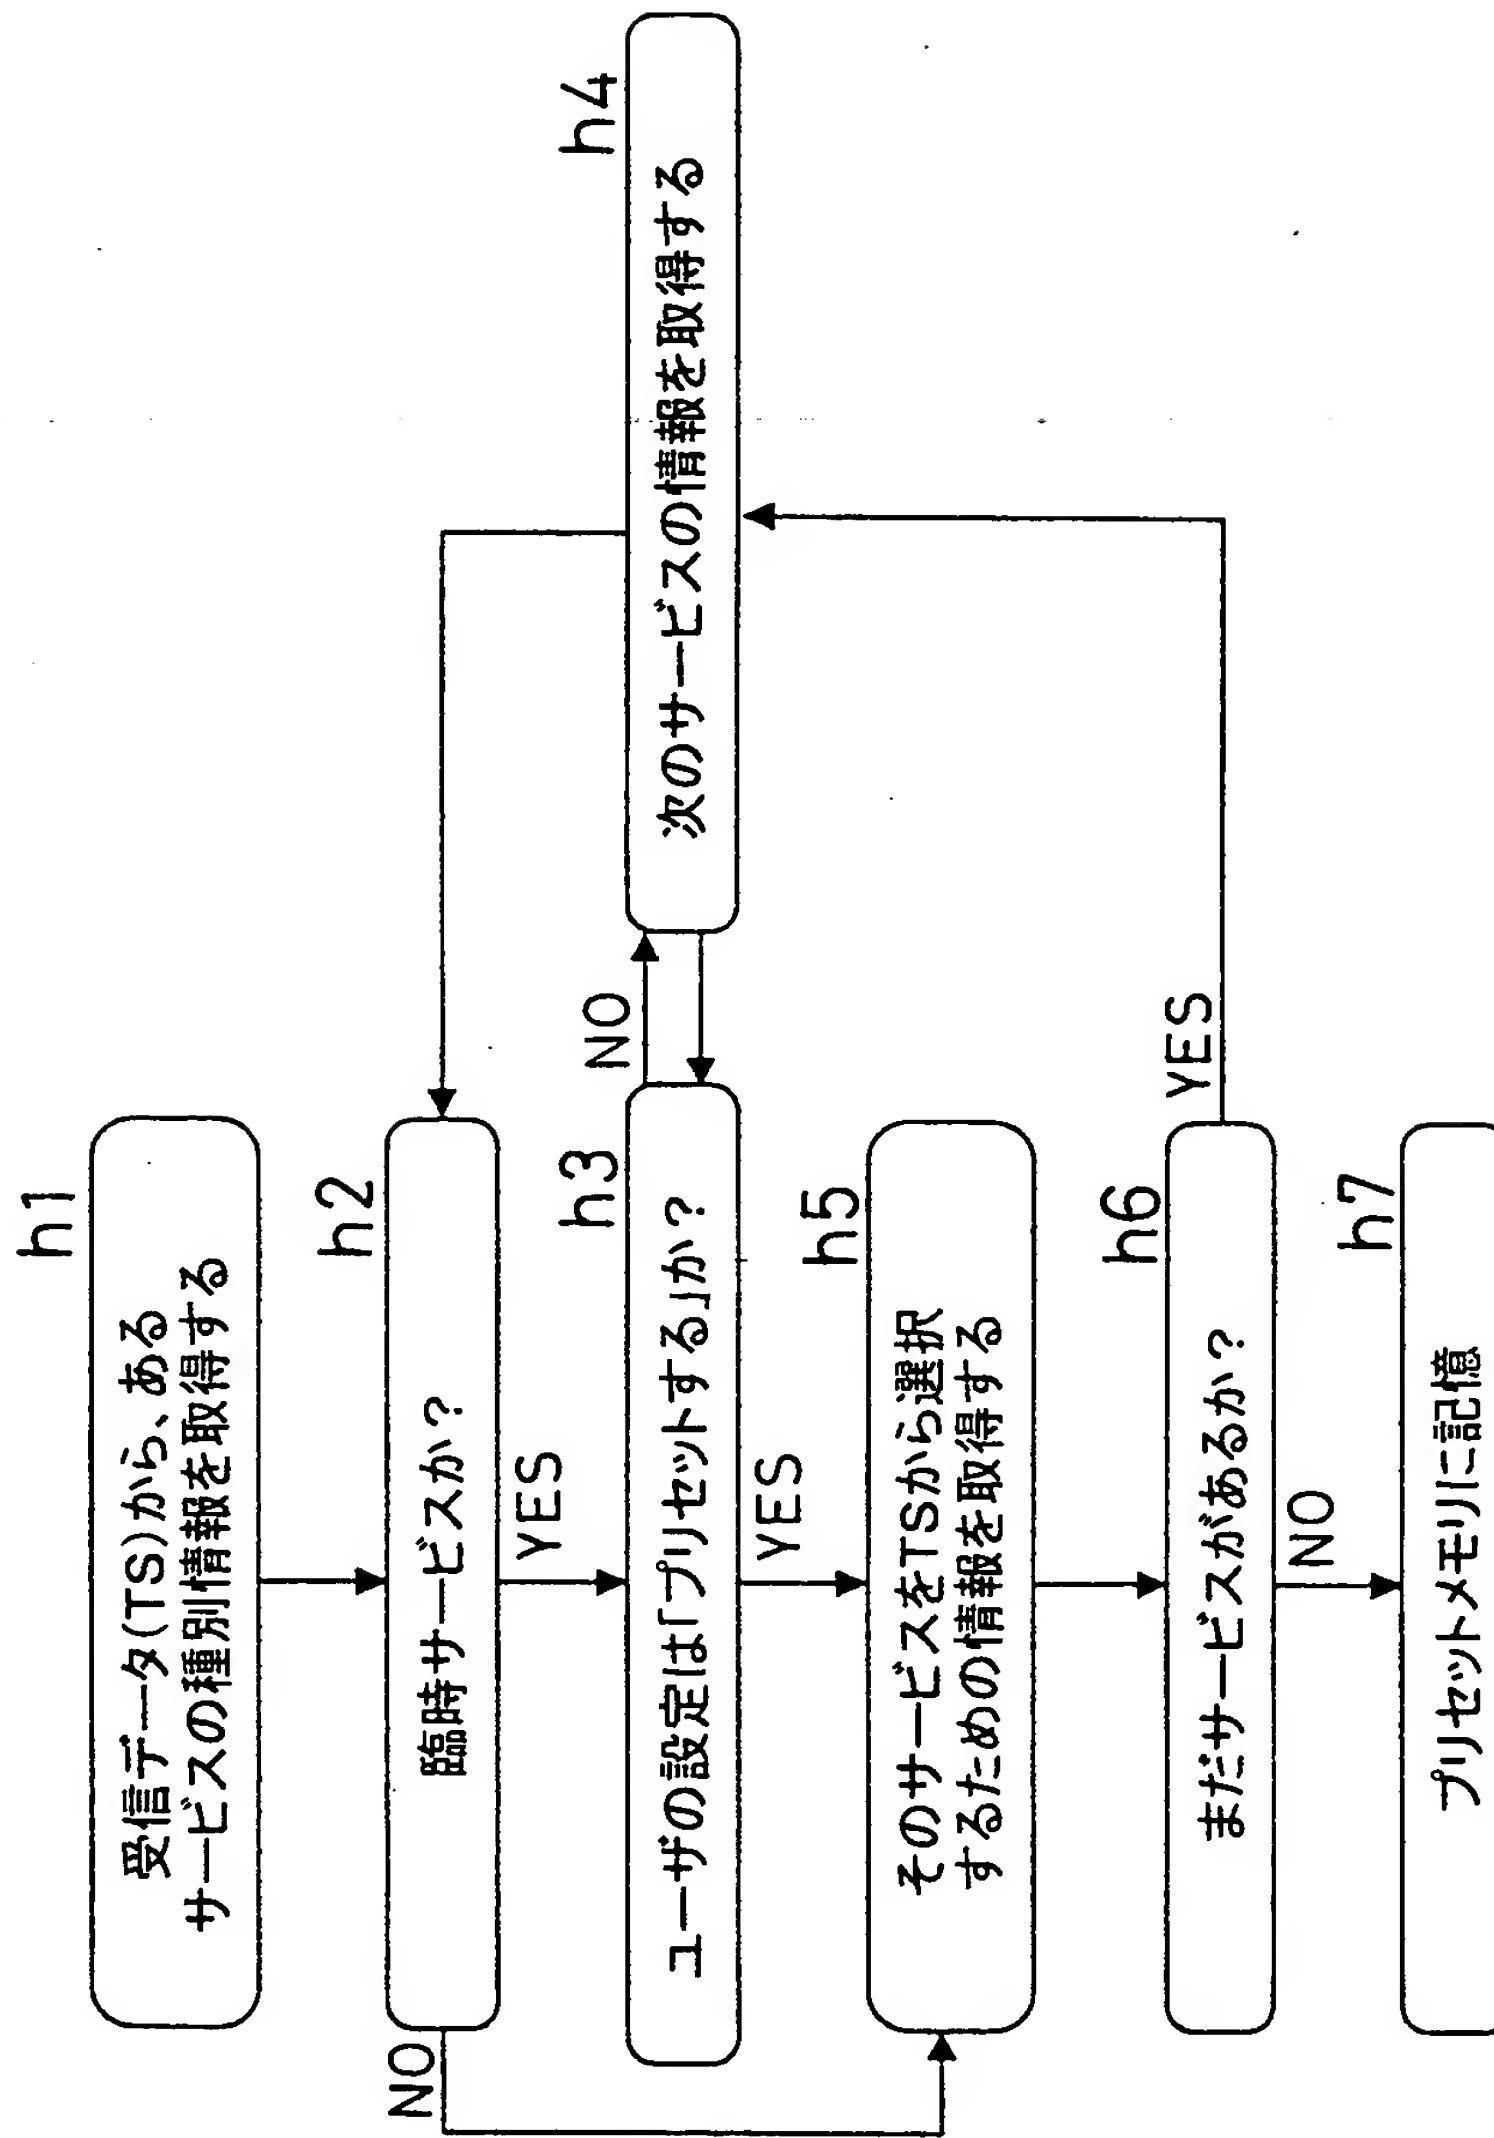 h1
受信データ(TS)から、ある
サービスの種別情報を取得する
h2
臨時サービスか？
NO
YES
h3
ユーザの設定は「プリセットする」か？
NO
h4
次のサービスの情報を取得する
YES
h5
そのサービスをTSから選択
するための情報を取得する
h6
まだサービスがあるか？
YES
NO
h7
プリセットメモリに記憶